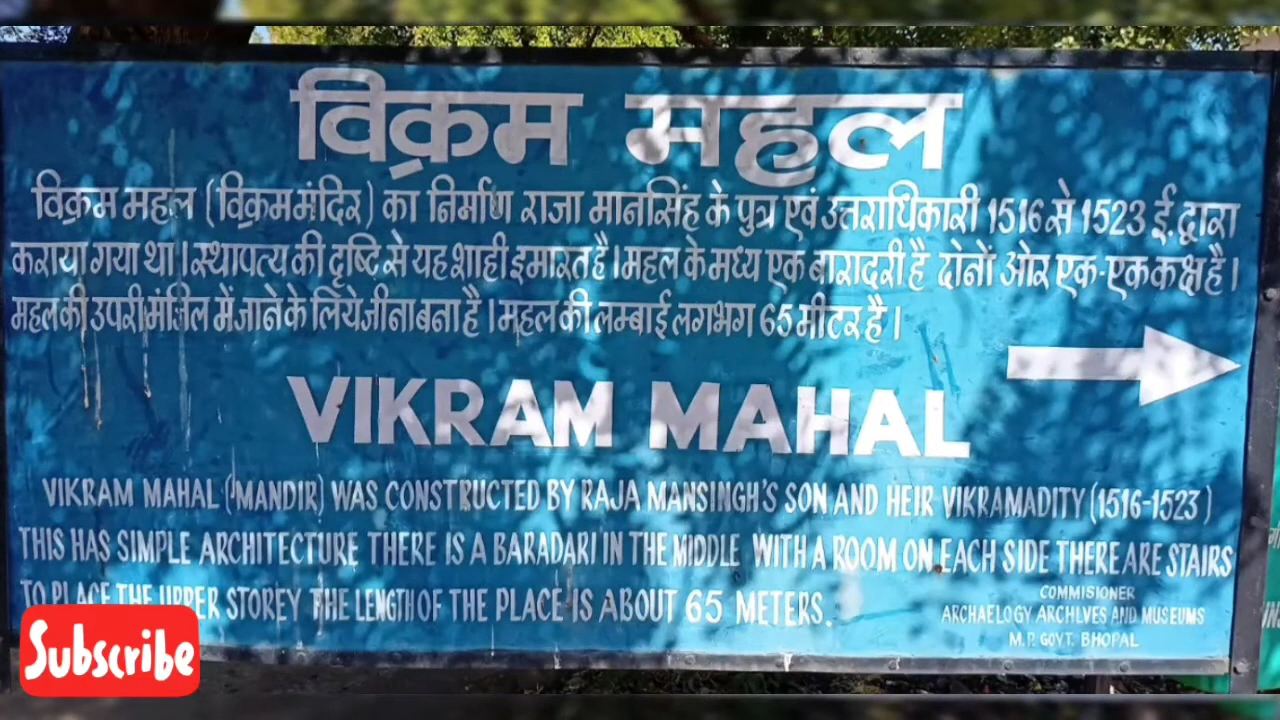 विक्रम महल
विक्रम महल (विक्रम मंदिर) का निर्माण राजा मानसिंह के पुत्र एवं उत्तराधिकारी 1516 से 1523 ई. द्वारा
कराया गया था। स्थापत्य की दृष्टि से यह शाही इमारत है। महल के मध्य एक बारादरी है दोनों ओर एक-एक कक्ष है।
महल की उपरी मंजिल में जाने के लिये जीना बना है। महल की लम्बाई लगभग 65 मीटर है।
VIKRAM MAHAL
VIKRAM MAHAL (MANDIR) WAS CONSTRUCTED BY RAJA MANSINGH'S SON AND HEIR VIKRAMADITY (1516-1523)
THIS HAS SIMPLE ARCHITECTURE THERE IS A BARADARI IN THE MIDDLE WITH A ROOM ON EACH SIDE THERE ARE STAIRS
TO PLACE THE UPPER STOREY THE LENGTH OF THE PLACE IS ABOUT 65 METERS.
COMMISIONER
ARCHAELOGY ARCHLVES AND MUSEUMS
M.P. GOVT. BHOPAL
Subscribe